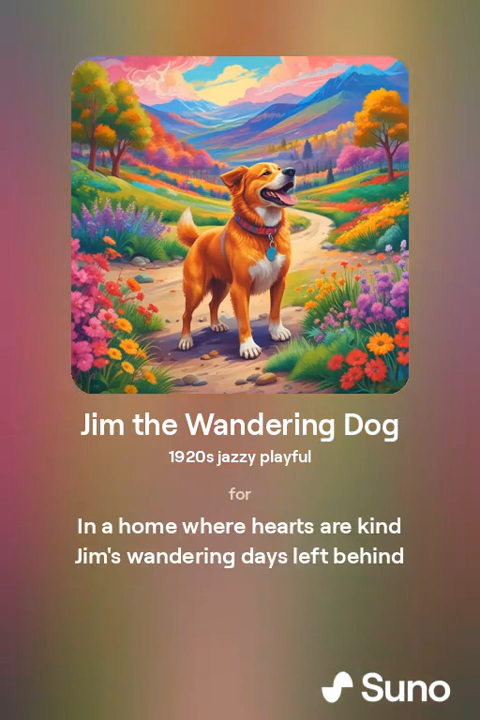 Jim the Wandering Dog
1920s jazzy playful
for
In a home where hearts are kind
Jim's wandering days left behind
Suno